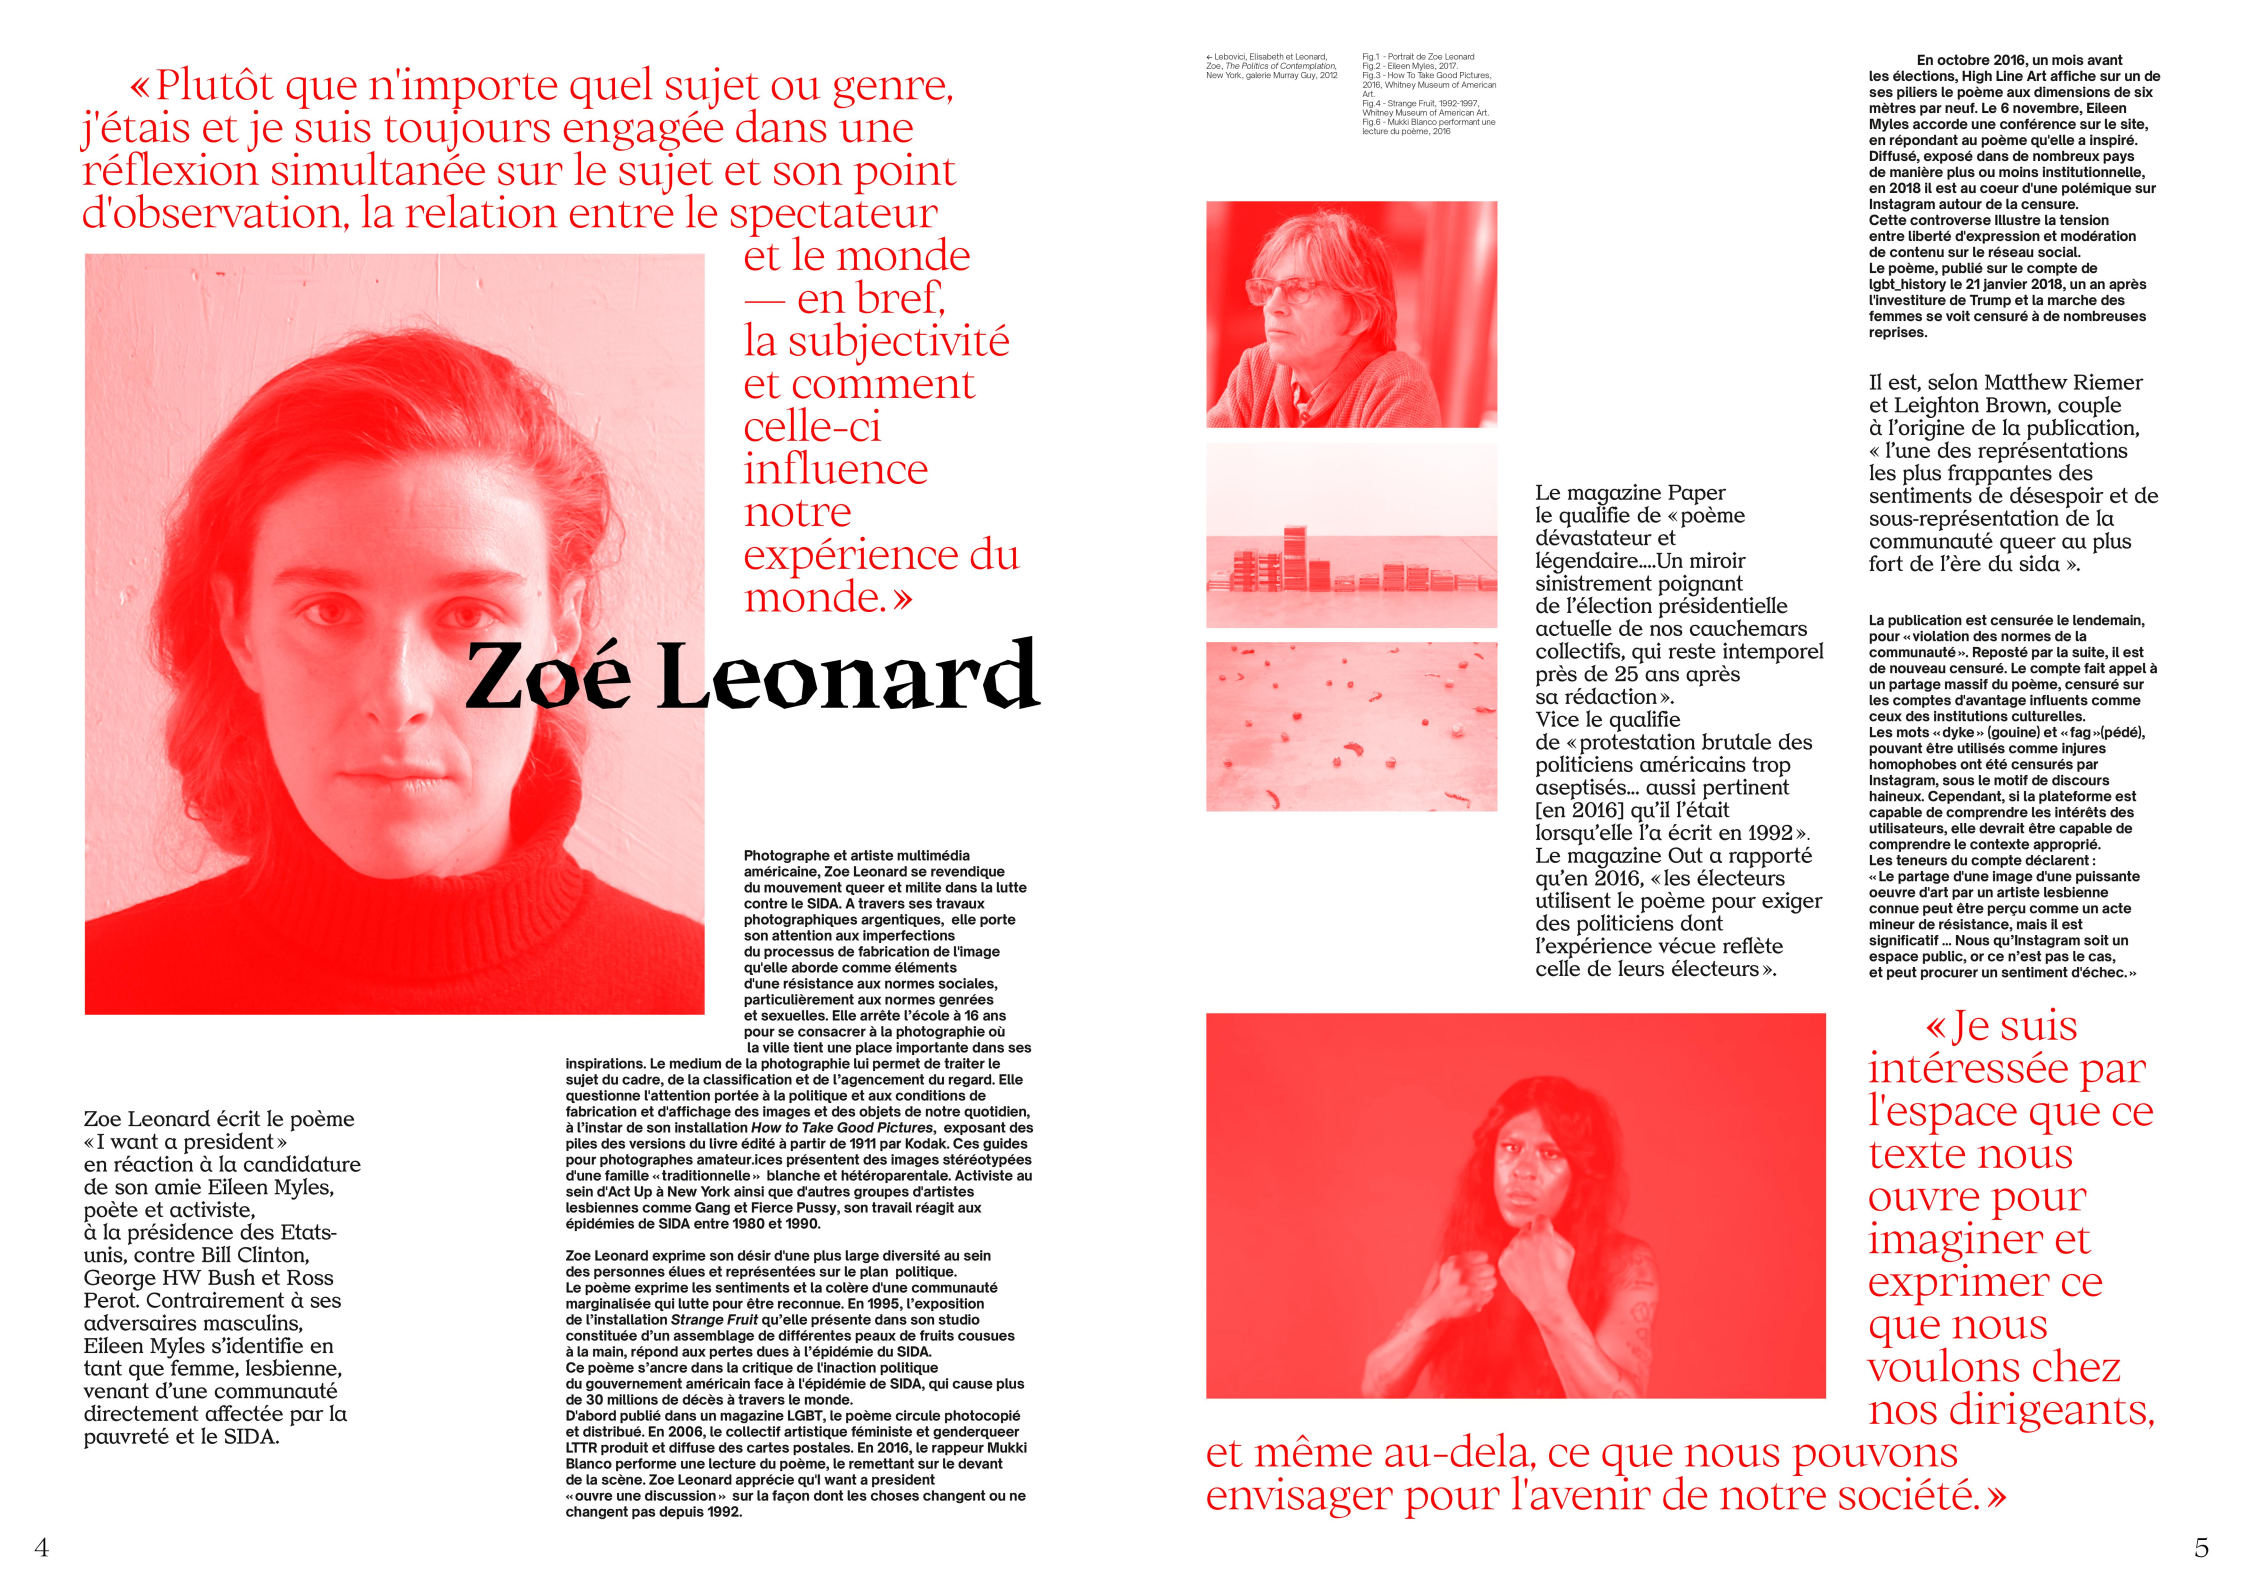 «Plutôt que n'importe quel sujet ou genre,
j'étais et je suis toujours engagée dans une
réflexion simultanée sur le sujet et son point
d'observation, la relation entre le spectateur
et le monde
— en bref,
la subjectivité
et comment
celle-ci
influence
notre
expérience du
monde.»
Zoé Leonard
Photographe et artiste multimédia
américaine, Zoe Leonard se revendique
du mouvement queer et milite dans la lutte
contre le SIDA. A travers ses travaux
photographiques argentiques, elle porte
son attention aux imperfections
du processus de fabrication de l'image
qu'elle aborde comme éléments
d'une résistance aux normes sociales,
particulièrement aux normes genrées
et sexuelles. Elle arrête l'école à 16 ans
pour se consacrer à la photographie où
la ville tient une place importante dans ses
inspirations. Le medium de la photographie lui permet de traiter le
sujet du cadre, de la classification et de l'agencement du regard. Elle
questionne l'attention portée à la politique et aux conditions de
fabrication et d'affichage des images et des objets de notre quotidien,
à l'instar de son installation How to Take Good Pictures, exposant des
piles des versions du livre édité à partir de 1911 par Kodak. Ces guides
pour photographes amateur.ices présentent des images stéréotypées
d'une famille «traditionnelle» blanche et hétéroparentale. Activiste au
sein d'Act Up à New York ainsi que d'autres groupes d'artistes
lesbiennes comme Gang et Fierce Pussy, son travail réagit aux
épidémies de SIDA entre 1980 et 1990.
Zoe Leonard exprime son désir d'une plus large diversité au sein
des personnes élues et représentées sur le plan politique.
Le poème exprime les sentiments et la colère d'une communauté
marginalisée qui lutte pour être reconnue. En 1995, l'exposition
de l'installation Strange Fruit qu'elle présente dans son studio
constituée d'un assemblage de différentes peaux de fruits cousues
à la main, répond aux pertes dues à l'épidémie du SIDA.
Ce poème s'ancre dans la critique de l'inaction politique
du gouvernement américain face à l'épidémie de SIDA, qui cause plus
de 30 millions de décès à travers le monde.
D'abord publié dans un magazine LGBT, le poème circule photocopié
et distribué. En 2006, le collectif artistique féministe et genderqueer
LTTR produit et diffuse des cartes postales. En 2016, le rappeur Mukki
Blanco performe une lecture du poème, le remettant sur le devant
de la scène. Zoe Leonard apprécie qu'I want a president
«ouvre une discussion» sur la façon dont les choses changent ou ne
changent pas depuis 1992.
Zoe Leonard écrit le poème
«I want a president»
en réaction à la candidature
de son amie Eileen Myles,
poète et activiste,
à la présidence des Etats-
unis, contre Bill Clinton,
George HW Bush et Ross
Perot. Contrairement à ses
adversaires masculins,
Eileen Myles s'identifie en
tant que femme, lesbienne,
venant d'une communauté
directement affectée par la
pauvreté et le SIDA.
4
← Lebovici, Elisabeth et Leonard,
Zoe, The Politics of Contemplation,
New York, galerie Murray Guy, 2012
Fig.1 - Portrait de Zoe Leonard
Fig.2 - Eileen Myles, 2017.
Fig.3 - How To Take Good Pictures,
2016, Whitney Museum of American
Art.
Fig.4 - Strange Fruit, 1992-1997,
Whitney Museum of American Art.
Fig.6 - Mukki Blanco performant une
lecture du poème, 2016
Le magazine Paper
le qualifie de «poème
dévastateur et
légendaire....Un miroir
sinistrement poignant
de l'élection présidentielle
actuelle de nos cauchemars
collectifs, qui reste intemporel
près de 25 ans après
sa rédaction».
Vice le qualifie
de «protestation brutale des
politiciens américains trop
aseptisés... aussi pertinent
[en 2016] qu'il l'était
lorsqu'elle l'a écrit en 1992».
Le magazine Out a rapporté
qu'en 2016, «les électeurs
utilisent le poème pour exiger
des politiciens dont
l'expérience vécue reflète
celle de leurs électeurs».
En octobre 2016, un mois avant
les élections, High Line Art affiche sur un de
ses piliers le poème aux dimensions de six
mètres par neuf. Le 6 novembre, Eileen
Myles accorde une conférence sur le site,
en répondant au poème qu'elle a inspiré.
Diffusé, exposé dans de nombreux pays
de manière plus ou moins institutionnelle,
en 2018 il est au coeur d'une polémique sur
Instagram autour de la censure.
Cette controverse Illustre la tension
entre liberté d'expression et modération
de contenu sur le réseau social.
Le poème, publié sur le compte de
lgbt_history le 21 janvier 2018, un an après
l'investiture de Trump et la marche des
femmes se voit censuré à de nombreuses
reprises.
Il est, selon Matthew Riemer
et Leighton Brown, couple
à l'origine de la publication,
« l'une des représentations
les plus frappantes des
sentiments de désespoir et de
sous-représentation de la
communauté queer au plus
fort de l'ère du sida ».
La publication est censurée le lendemain,
pour «violation des normes de la
communauté». Reposté par la suite, il est
de nouveau censuré. Le compte fait appel à
un partage massif du poème, censuré sur
les comptes d'avantage influents comme
ceux des institutions culturelles.
Les mots «dyke» (gouine) et «fag»(pédé),
pouvant être utilisés comme injures
homophobes ont été censurés par
Instagram, sous le motif de discours
haineux. Cependant, si la plateforme est
capable de comprendre les intérêts des
utilisateurs, elle devrait être capable de
comprendre le contexte approprié.
Les teneurs du compte déclarent :
«Le partage d'une image d'une puissante
oeuvre d'art par un artiste lesbienne
connue peut être perçu comme un acte
mineur de résistance, mais il est
significatif ... Nous qu'Instagram soit un
espace public, or ce n'est pas le cas,
et peut procurer un sentiment d'échec.»
«Je suis
intéressée par
l'espace que ce
texte nous
ouvre pour
imaginer et
exprimer ce
que nous
voulons chez
nos dirigeants,
et même au-dela, ce que nous pouvons
envisager pour l'avenir de notre société.»
5